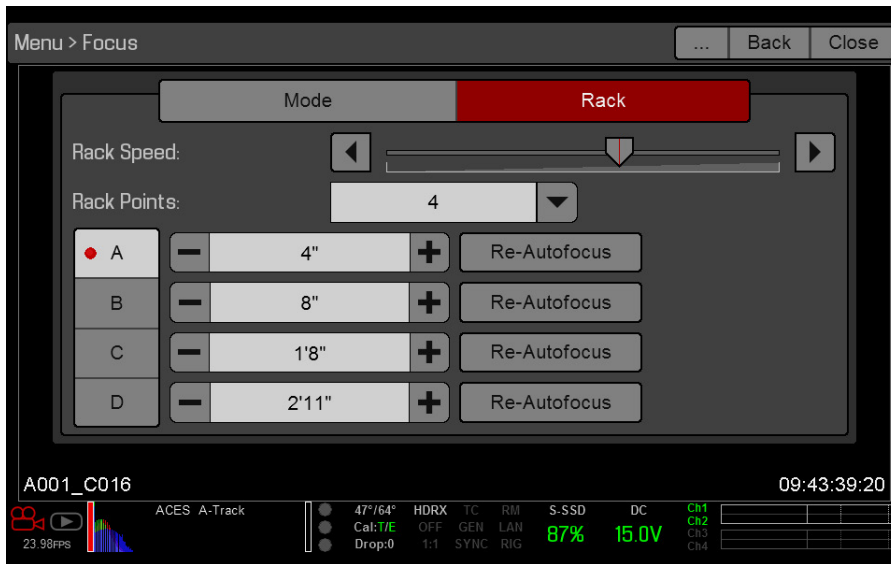 Menu > Focus ... Back Close
Mode Rack
Rack Speed:
Rack Points: 4
A 4" Re-Autofocus
B 8" Re-Autofocus
C 1'8" Re-Autofocus
D 2'11" Re-Autofocus
A001_C016 09:43:39:20
ACES A-Track 47°/64° HDRX TC RM S-SSD DC Ch1
Cal:T/E OFF GEN LAN 87% 15.0V Ch2
23.98FPS Drop:0 1:1 SYNC RIG Ch3
Ch4